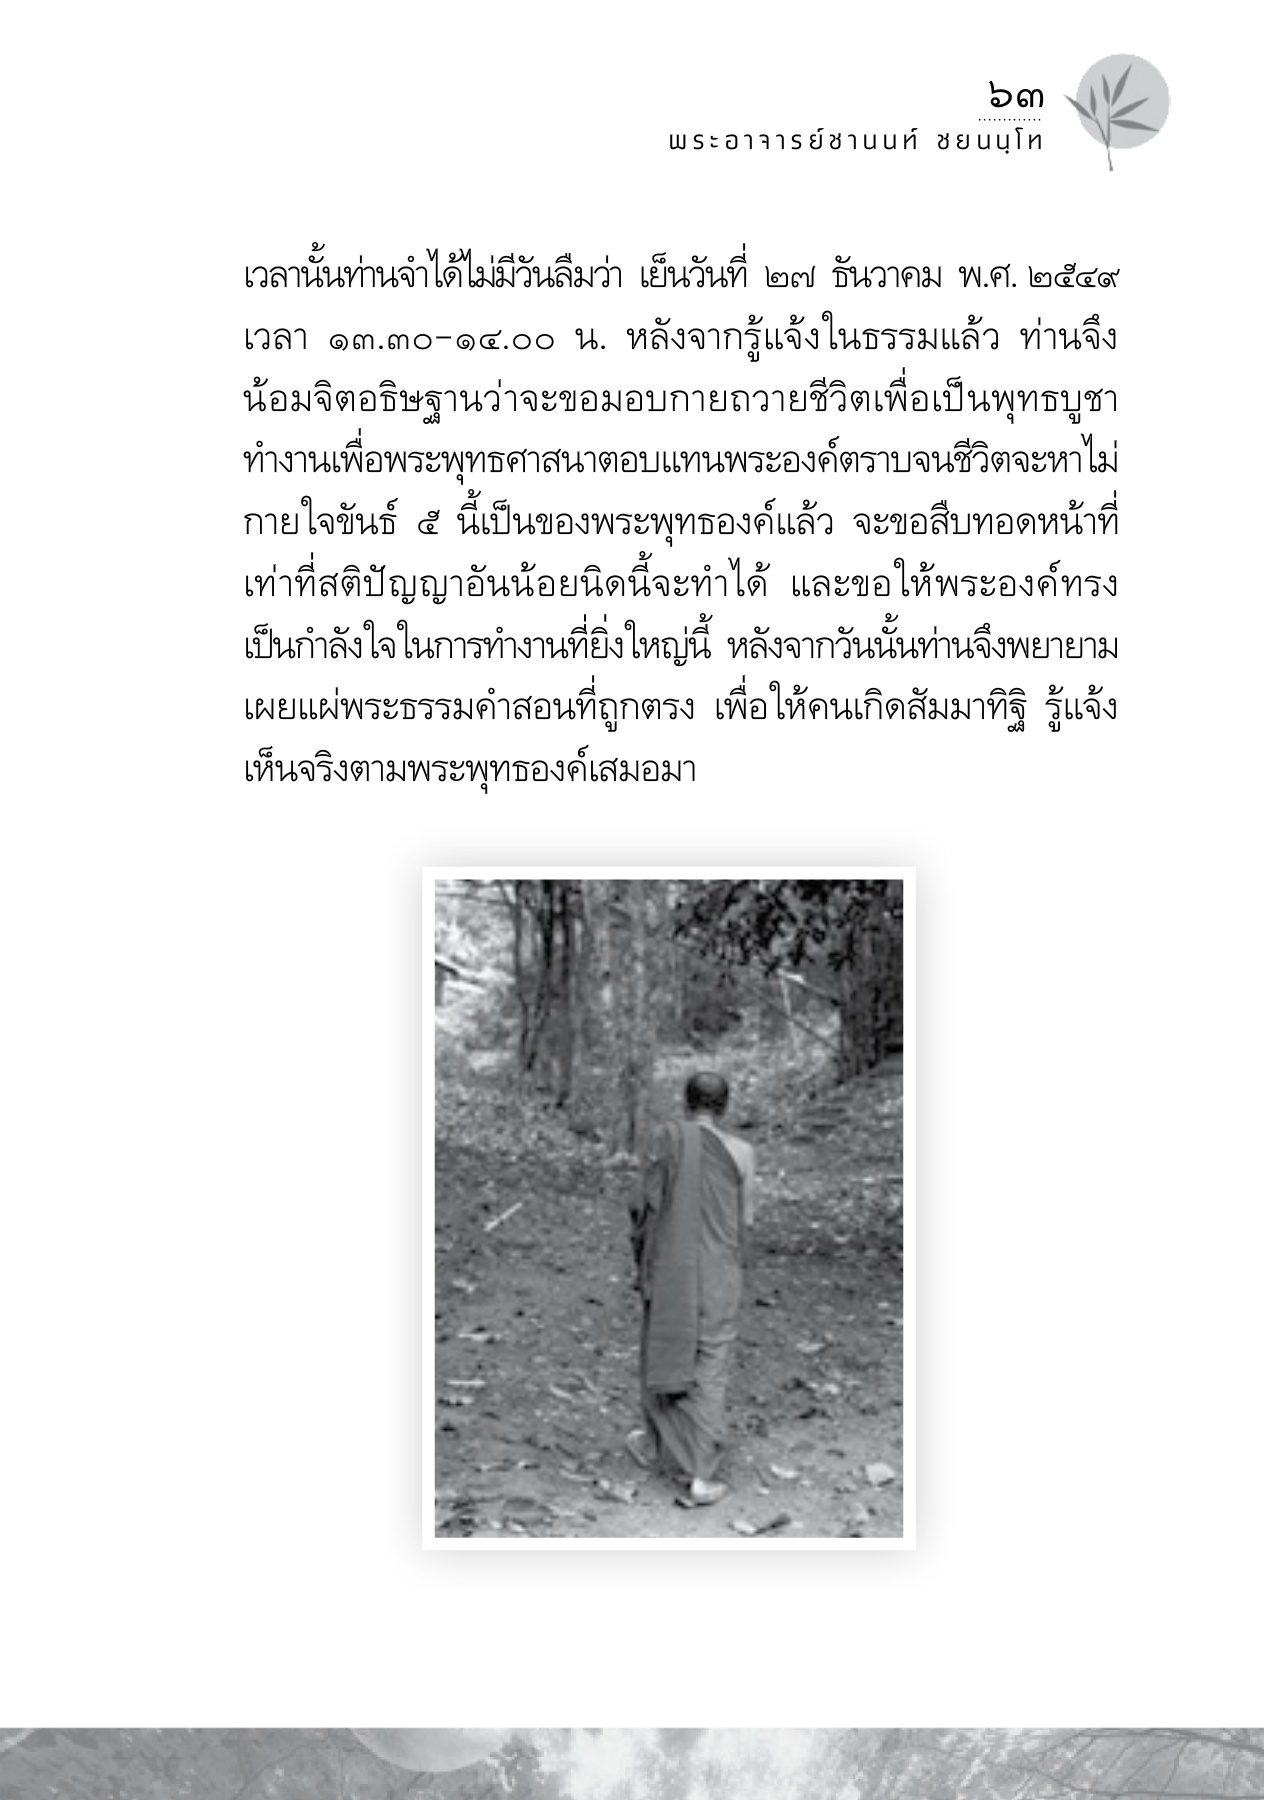 ๖๓
พระอาจารย์ชานนท์ ชยนนฺโท
เวลานั้นท่านจำได้ไม่มีวันลืมว่า เย็นวันที่ ๒๗ ธันวาคม พ.ศ. ๒๕๔๙
เวลา ๑๓.๓๐-๑๔.๐๐ น. หลังจากรู้แจ้งในธรรมแล้ว ท่านจึง
น้อมจิตอธิษฐานว่าจะขอมอบกายถวายชีวิตเพื่อเป็นพุทธบูชา
ทำงานเพื่อพระพุทธศาสนาตอบแทนพระองค์ตราบจนชีวิตจะหาไม่
กายใจขันธ์ ๕ นี้เป็นของพระพุทธองค์แล้ว จะขอสืบทอดหน้าที่
เท่าที่สติปัญญาอันน้อยนิดนี้จะทำได้ และขอให้พระองค์ทรง
เป็นกำลังใจในการทำงานที่ยิ่งใหญ่นี้ หลังจากวันนั้นท่านจึงพยายาม
เผยแผ่พระธรรมคำสอนที่ถูกตรง เพื่อให้คนเกิดสัมมาทิฐิ รู้แจ้ง
เห็นจริงตามพระพุทธองค์เสมอมา